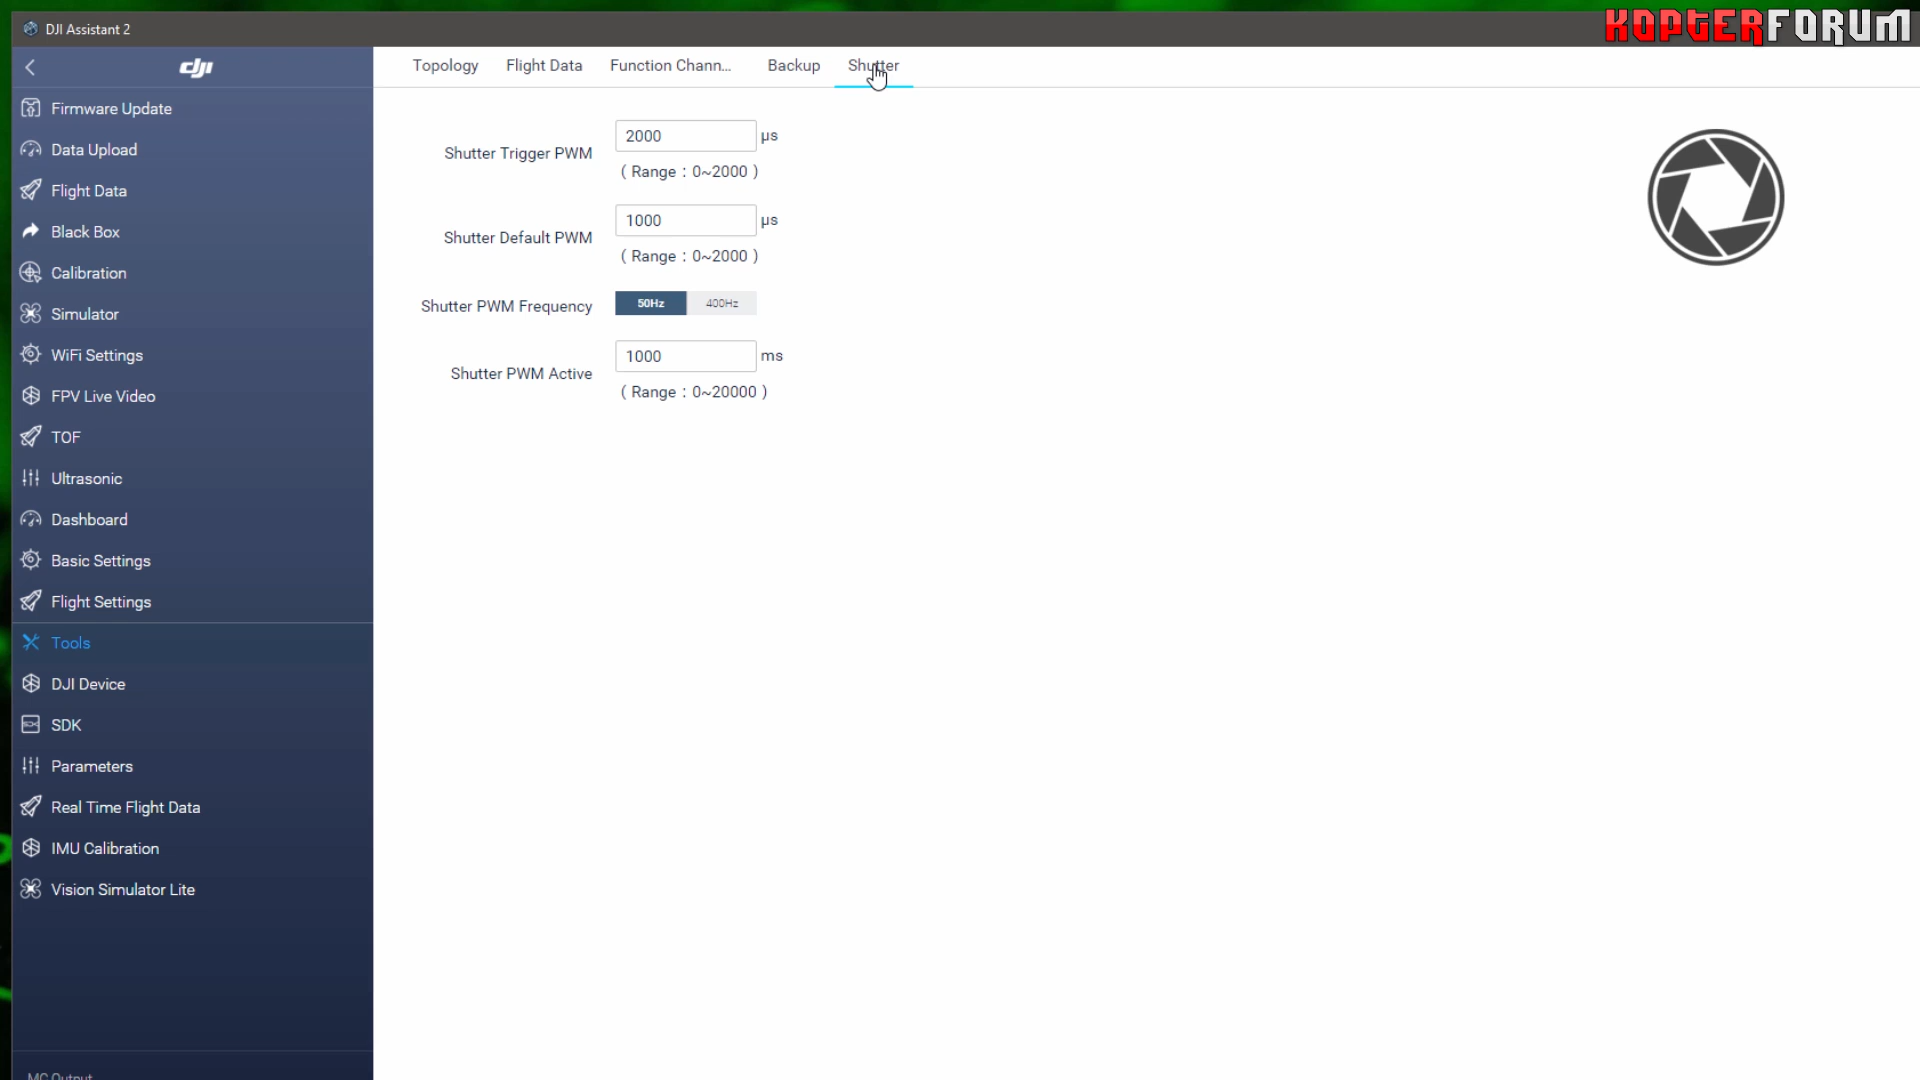 DJI Assistant 2
KOPTERFORUM
dji
Topology
Flight Data
Function Chann...
Backup
Shutter
Firmware Update
Data Upload
Flight Data
Black Box
Calibration
Simulator
WiFi Settings
FPV Live Video
TOF
Ultrasonic
Dashboard
Basic Settings
Flight Settings
Tools
DJI Device
SDK
Parameters
Real Time Flight Data
IMU Calibration
Vision Simulator Lite
MC Output
Shutter Trigger PWM
2000 µs
( Range : 0~2000 )
Shutter Default PWM
1000 µs
( Range : 0~2000 )
Shutter PWM Frequency
50Hz
400Hz
Shutter PWM Active
1000 ms
( Range : 0~20000 )